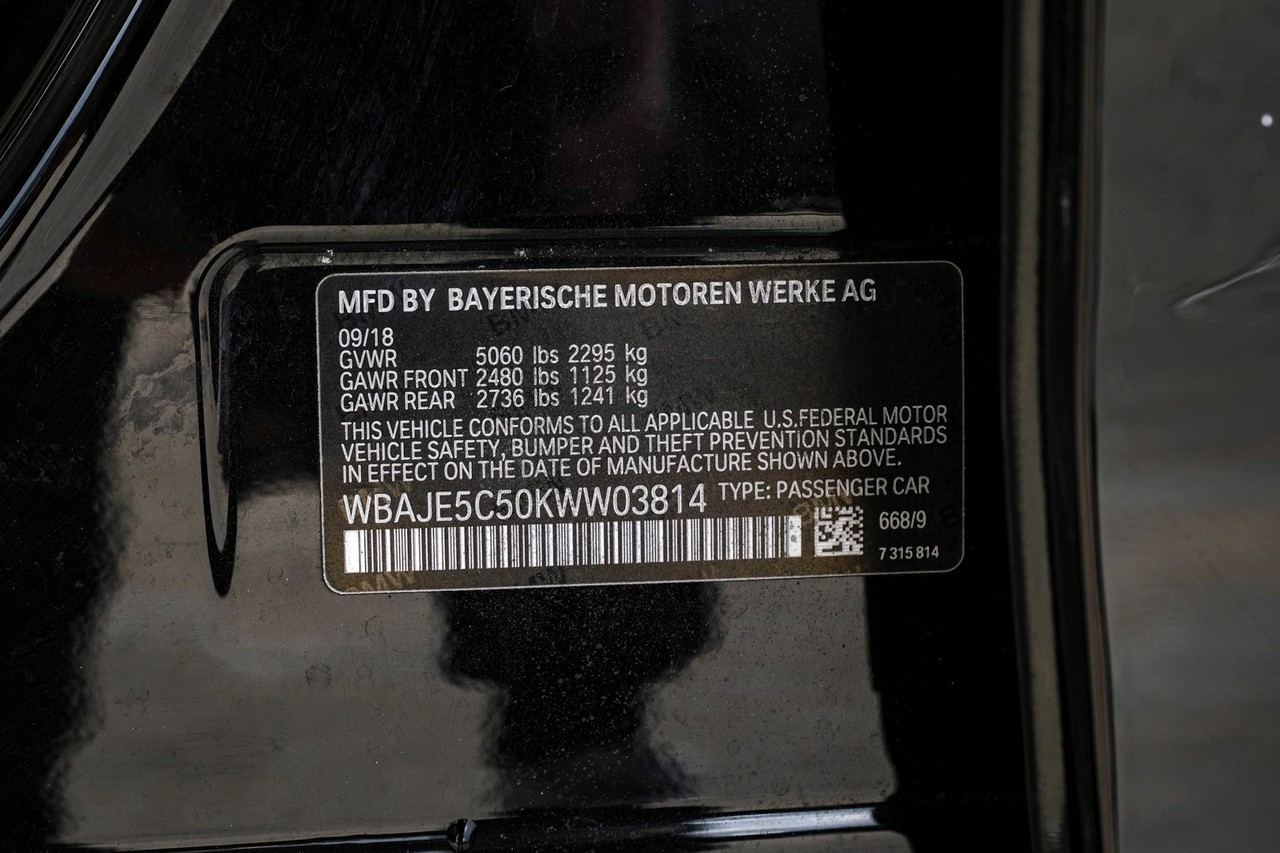 MFD BY BAYERISCHE MOTOREN WERKE AG
09/18
GVWR 5060 lbs 2295 kg
GAWR FRONT 2480 lbs 1125 kg
GAWR REAR 2736 lbs 1241 kg
THIS VEHICLE CONFORMS TO ALL APPLICABLE U.S.FEDERAL MOTOR
VEHICLE SAFETY, BUMPER AND THEFT PREVENTION STANDARDS
IN EFFECT ON THE DATE OF MANUFACTURE SHOWN ABOVE.
WBAJE5C50KWW03814 TYPE: PASSENGER CAR
668/9
7 315 814